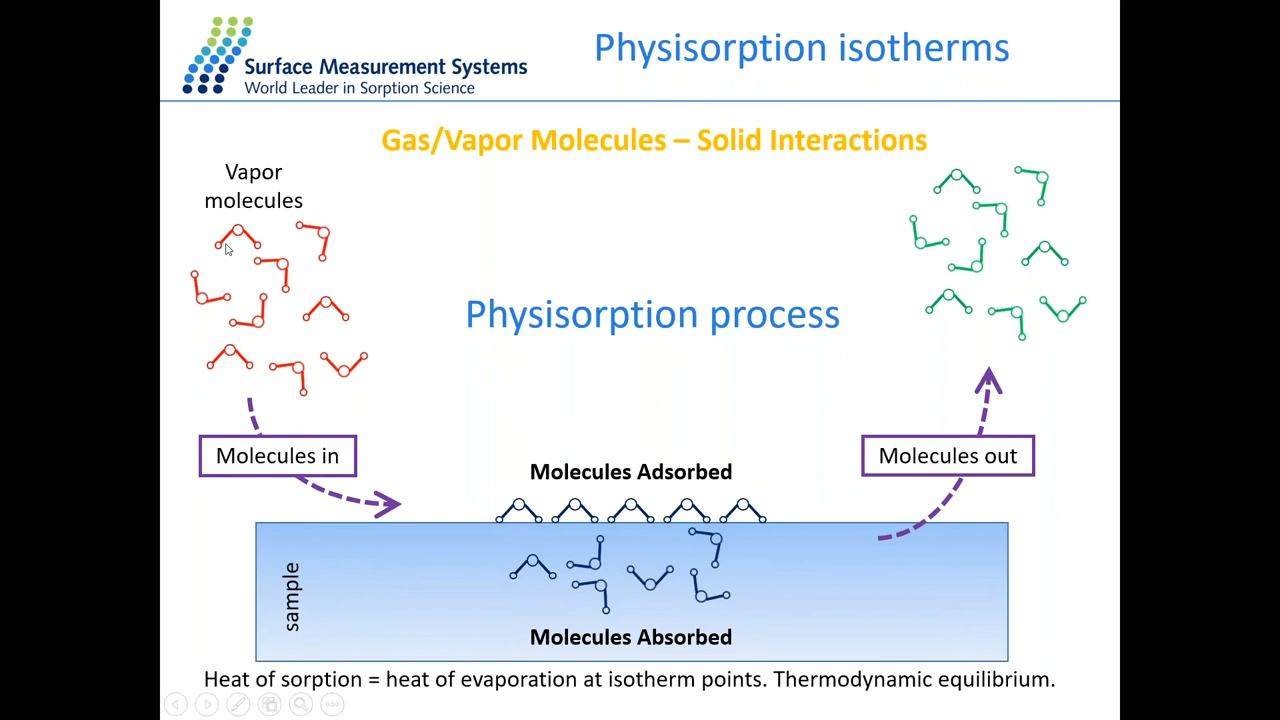 Surface Measurement Systems
World Leader in Sorption Science
Physisorption isotherms
Gas/Vapor Molecules – Solid Interactions
Vapor
molecules
Physisorption process
Molecules in
Molecules out
Molecules Adsorbed
sample
Molecules Absorbed
Heat of sorption = heat of evaporation at isotherm points. Thermodynamic equilibrium.